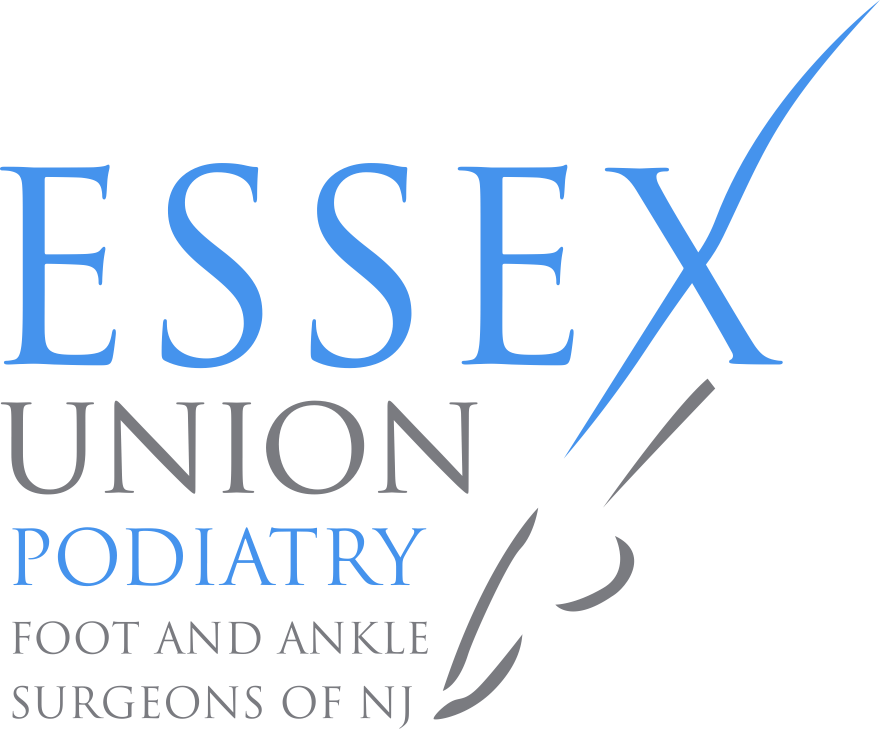 ESSEX
UNION
PODIATRY
FOOT AND ANKLE
SURGEONS OF NJ